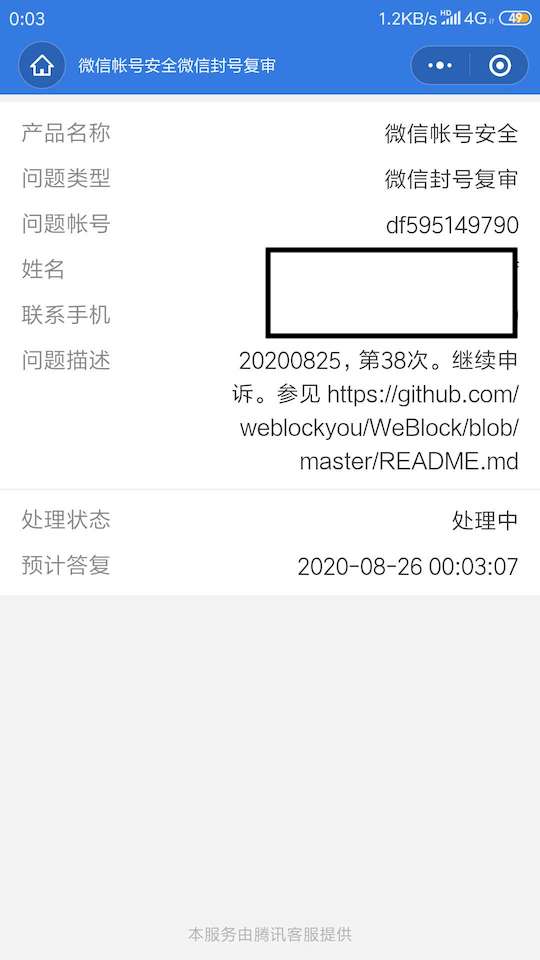 0:03 1.2KB/s HD 4G 49
微信帐号安全微信封号复审
产品名称 微信帐号安全
问题类型 微信封号复审
问题帐号 df595149790
姓名
联系手机
问题描述 20200825，第38次。继续申
诉。参见 https://github.com/
weblockyou/WeBlock/blob/
master/README.md
处理状态 处理中
预计答复 2020-08-26 00:03:07
本服务由腾讯客服提供